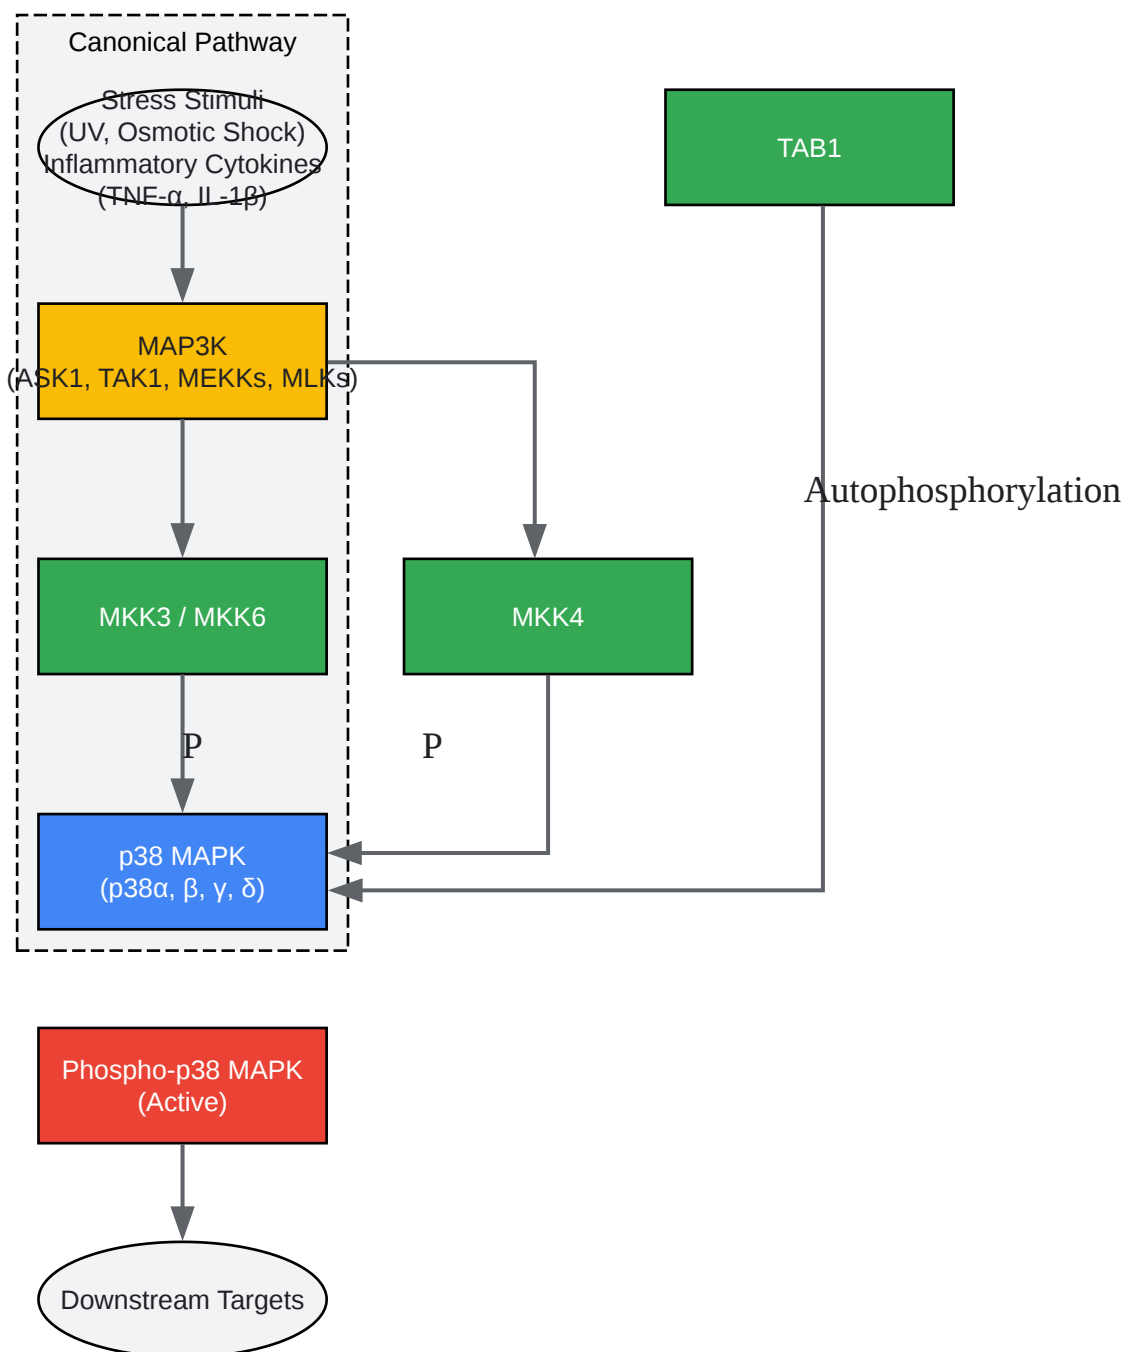 Canonical Pathway
Stress Stimuli
(UV, Osmotic Shock)
Inflammatory Cytokines
(TNF-α, IL-1β)
TAB1
MAP3K
(ASK1, TAK1, MEKKs, MLKs)
Autophosphorylation
MKK3 / MKK6
MKK4
P
P
p38 MAPK
(p38α, β, γ, δ)
Phospho-p38 MAPK
(Active)
Downstream Targets